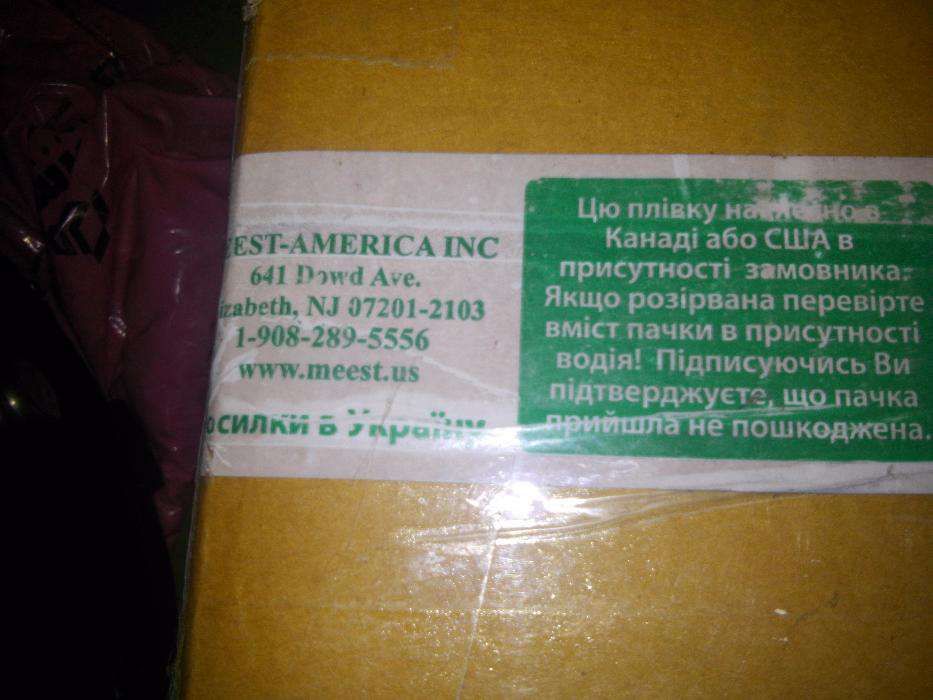 EEST-AMERICA INC
641 Dowd Ave.
izabeth, NJ 07201-2103
1-908-289-5556
www.meest.us
осилки в Україну
Цю плівку в
Канаді або США в
присутності замовника.
Якщо розірвана перевірте
вміст пачки в присутності
водія! Підписуючись Ви
підтверджуєте, що пачка
прийшла не пошкоджена.